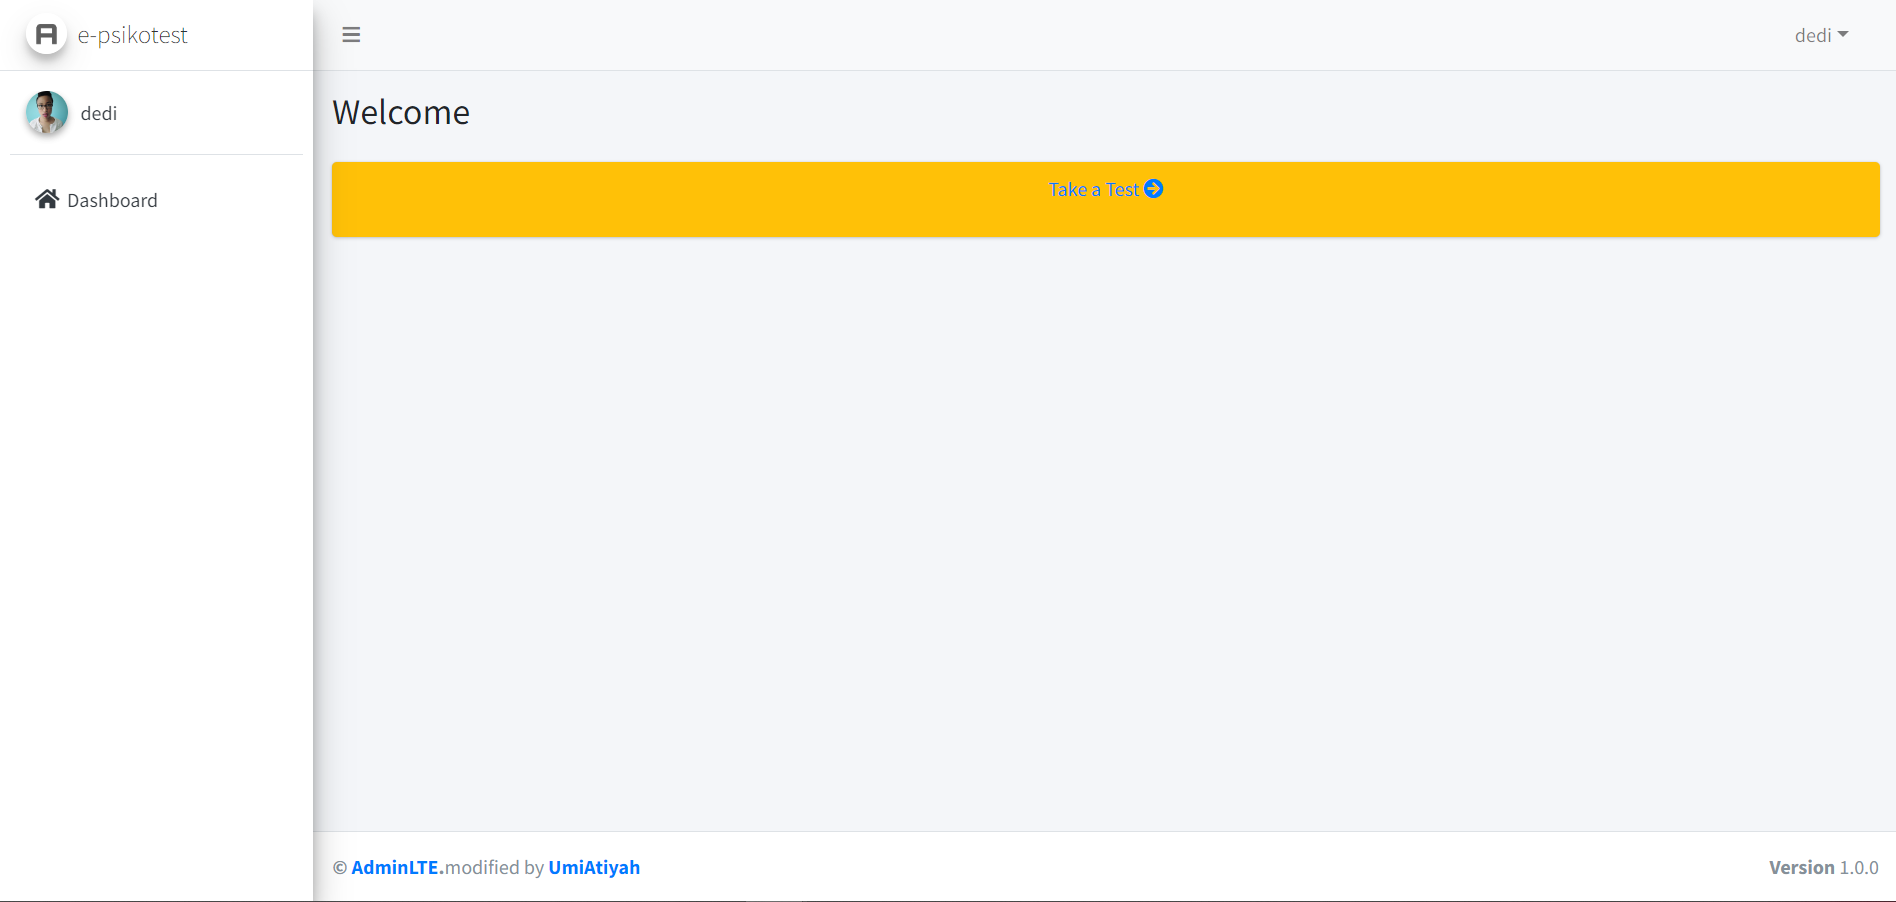 e-psikotest
dedi
dedi
Dashboard
Welcome
Take a Test
© AdminLTE.modified by UmiAtiyah
Version 1.0.0